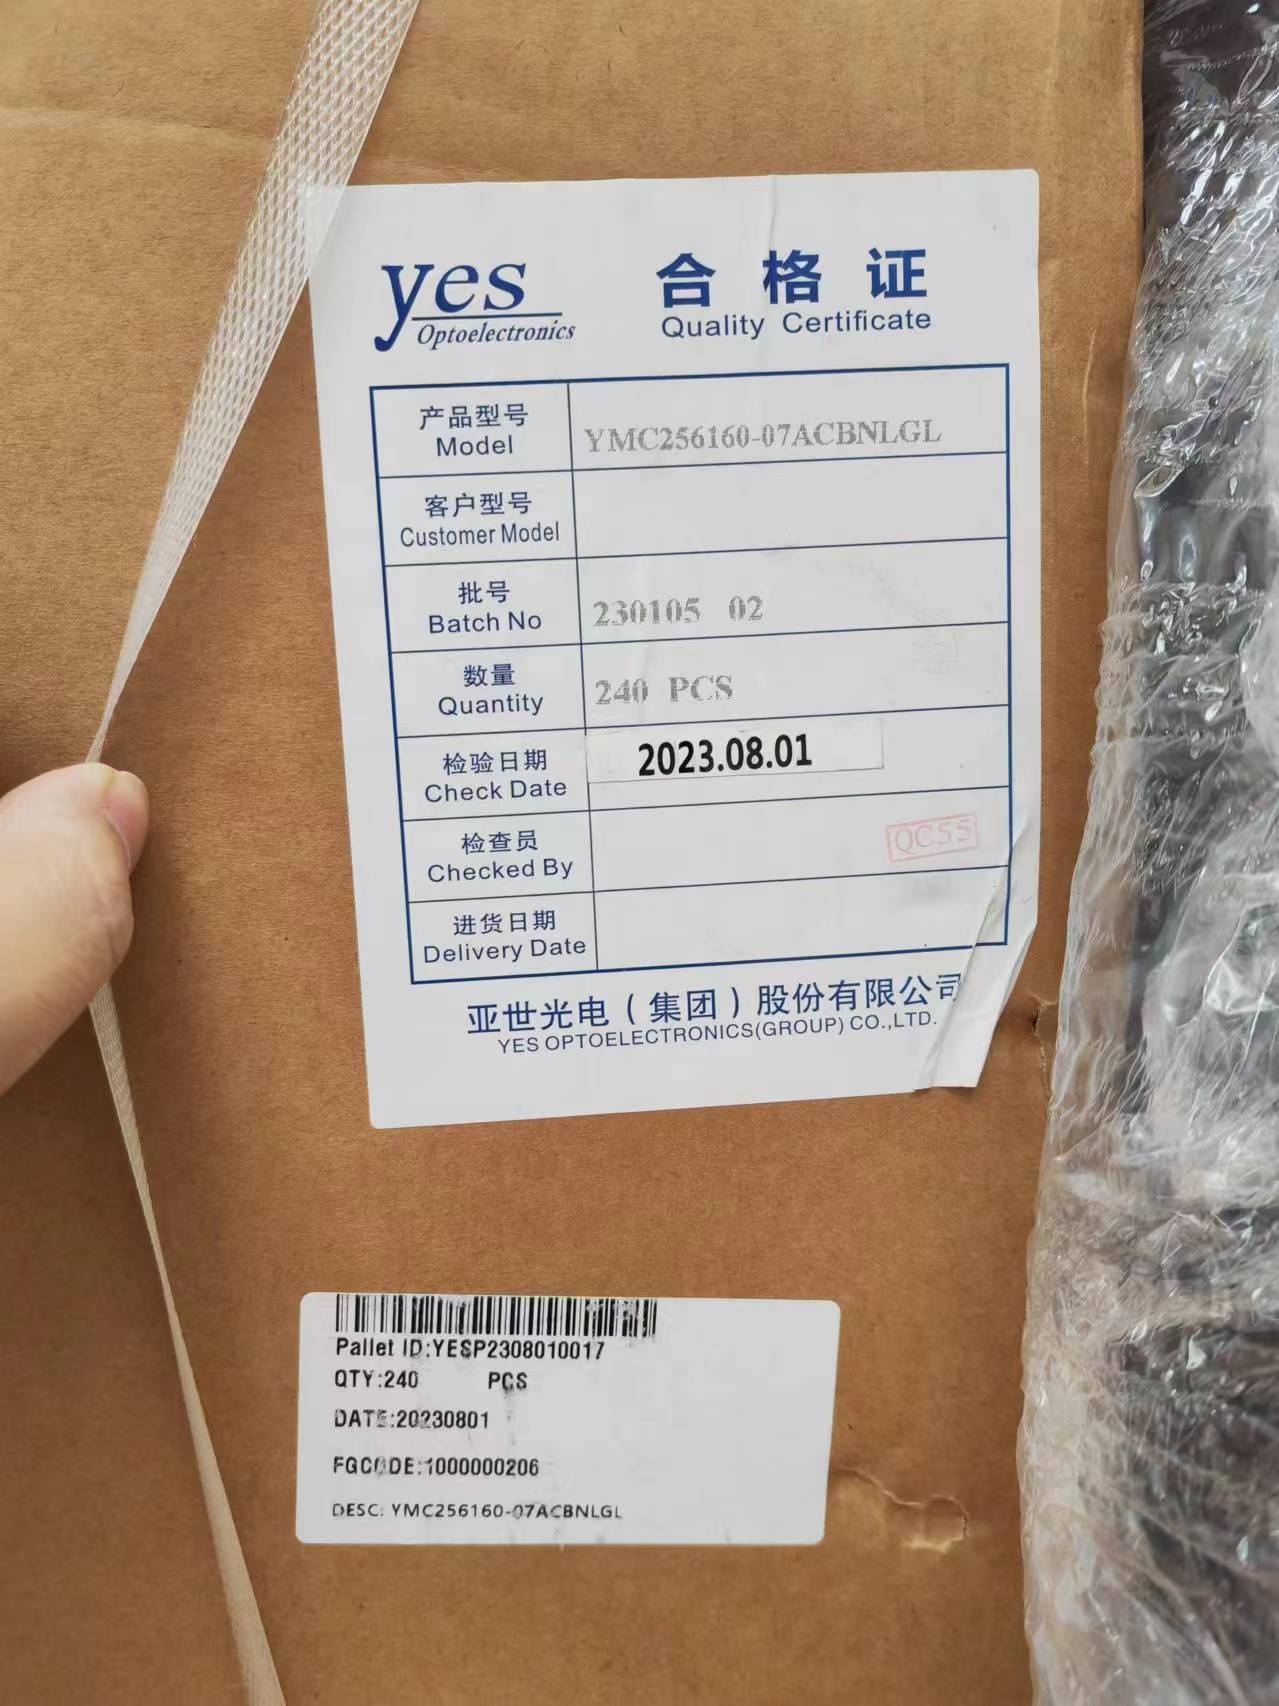 yes
Optoelectronics
合格证
Quality Certificate
产品型号
Model
YMC256160-07ACBNLGL
客户型号
Customer Model
批号
Batch No
230105 02
数量
Quantity
240 PCS
检验日期
Check Date
2023.08.01
检查员
Checked By
QC55
进货日期
Delivery Date
亚世光电(集团)股份有限公司
YES OPTOELECTRONICS(GROUP) CO.,LTD.
Pallet ID:YESP2308010017
QTY:240 PCS
DATE:20230801
FGCODE:1000000206
DESC: YMC256160-07ACBNLGL